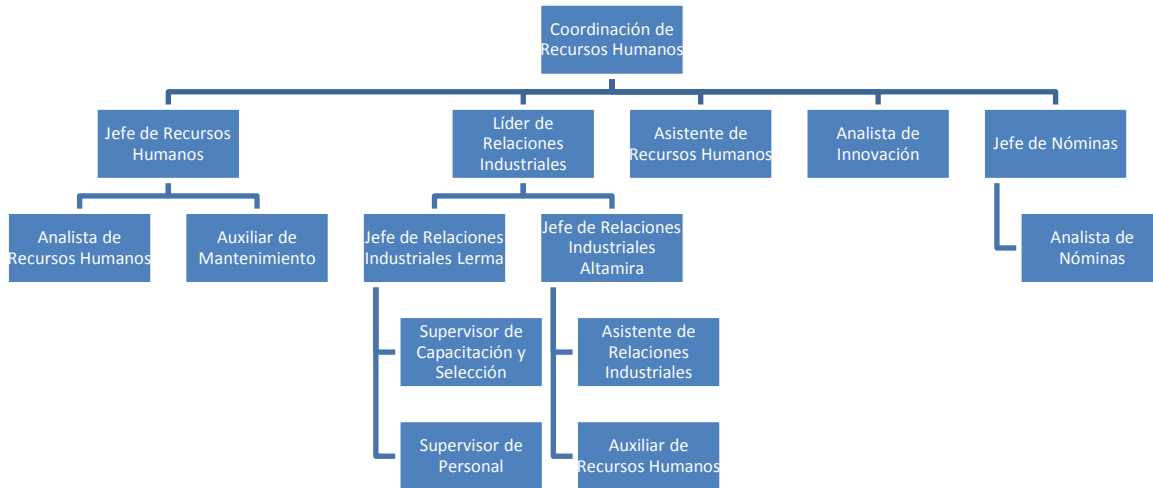 Coordinación de
Recursos Humanos
Jefe de Recursos
Humanos
Líder de
Relaciones
Industriales
Asistente de
Recursos Humanos
Analista de
Innovación
Jefe de Nóminas
Analista de
Recursos Humanos
Auxiliar de
Mantenimiento
Jefe de Relaciones
Industriales Lerma
Jefe de Relaciones
Industriales
Altamira
Analista de
Nóminas
Supervisor de
Capacitación y
Selección
Asistente de
Relaciones
Industriales
Supervisor de
Personal
Auxiliar de
Recursos Humanos